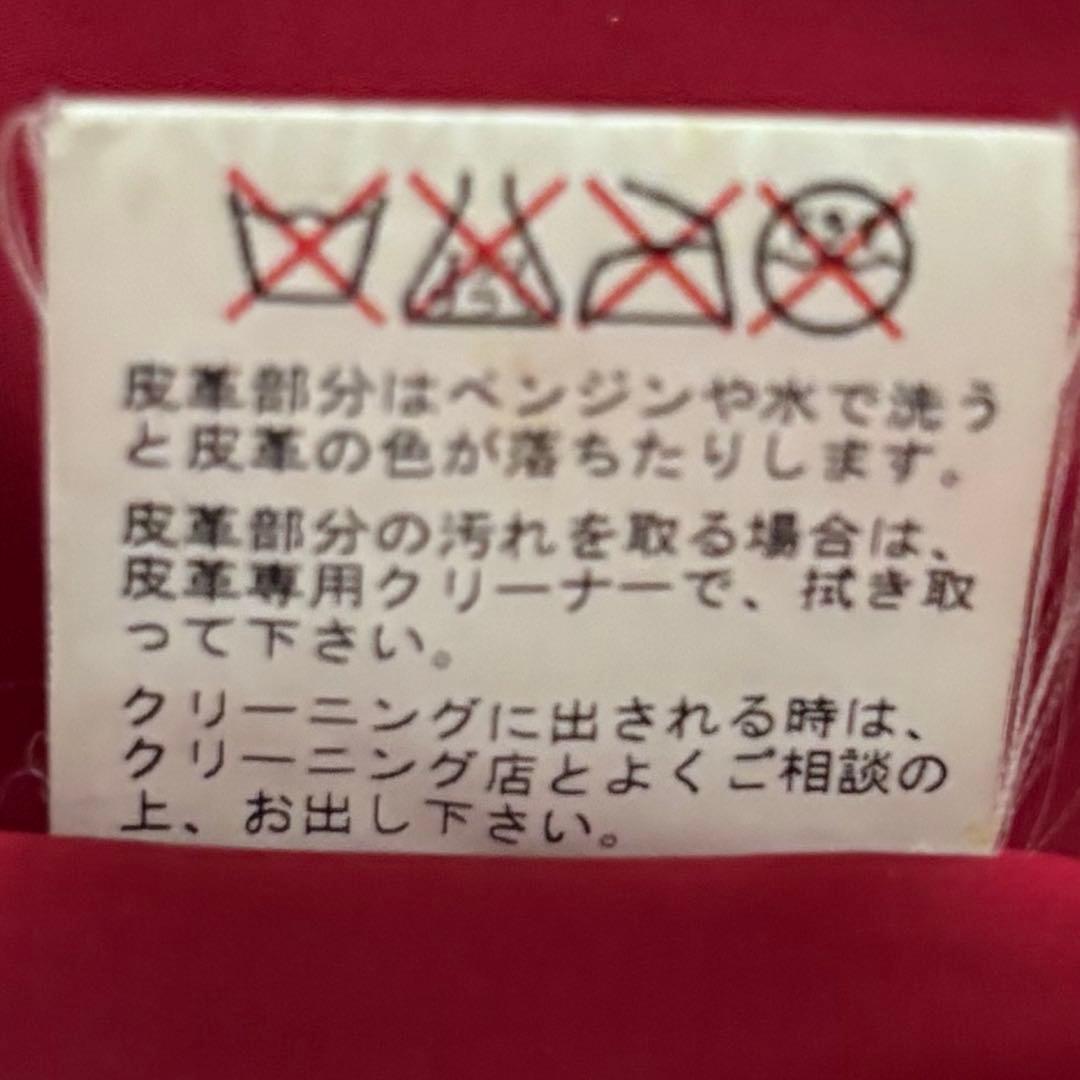 皮革部分はベンジンや水で洗う
と皮革の色が落ちたりします。
皮革部分の汚れを取る場合は、
皮革専用クリーナーで、拭き取
って下さい。
クリーニングに出される時は、
クリーニング店とよくご相談の
上、お出し下さい。